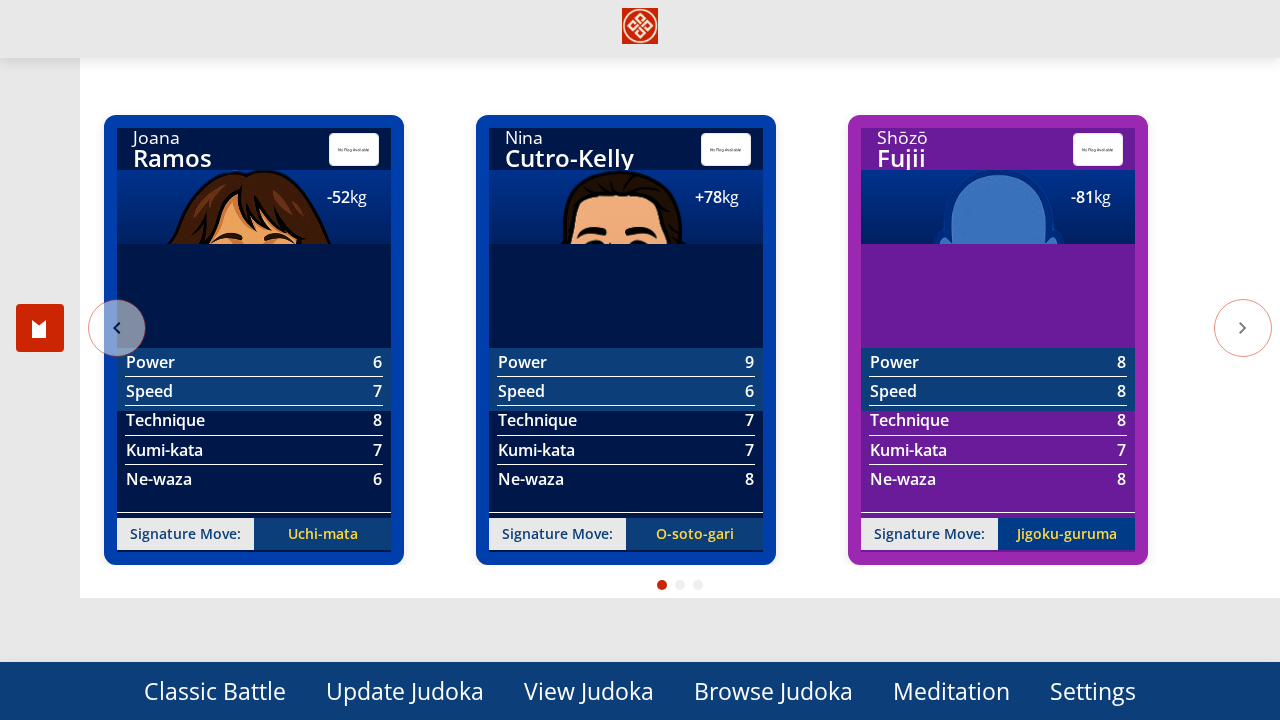 Joana
Ramos
No Flag Available
-52kg
Power 6
Speed 7
Technique 8
Kumi-kata 7
Ne-waza 6
Signature Move: Uchi-mata
Nina
Cutro-Kelly
No Flag Available
+78kg
Power 9
Speed 6
Technique 7
Kumi-kata 7
Ne-waza 8
Signature Move: O-soto-gari
Shōzō
Fujii
No Flag Available
-81kg
Power 8
Speed 8
Technique 8
Kumi-kata 7
Ne-waza 8
Signature Move: Jigoku-guruma
Classic Battle Update Judoka View Judoka Browse Judoka Meditation Settings